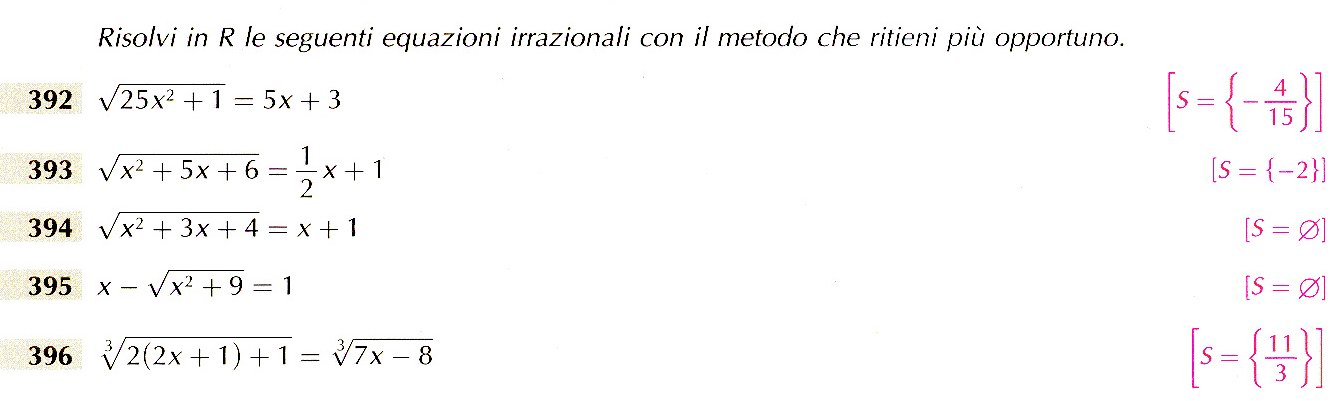 Risolvi in R le seguenti equazioni irrazionali con il metodo che ritieni più opportuno.
392 √(25x² + 1) = 5x + 3 [S = {−4/15}]
393 √(x² + 5x + 6) = 1/2 x + 1 [S = {−2}]
394 √(x² + 3x + 4) = x + 1 [S = ∅]
395 x − √(x² + 9) = 1 [S = ∅]
396 ∛(2(2x + 1) + 1) = ∛(7x − 8) [S = {11/3}]